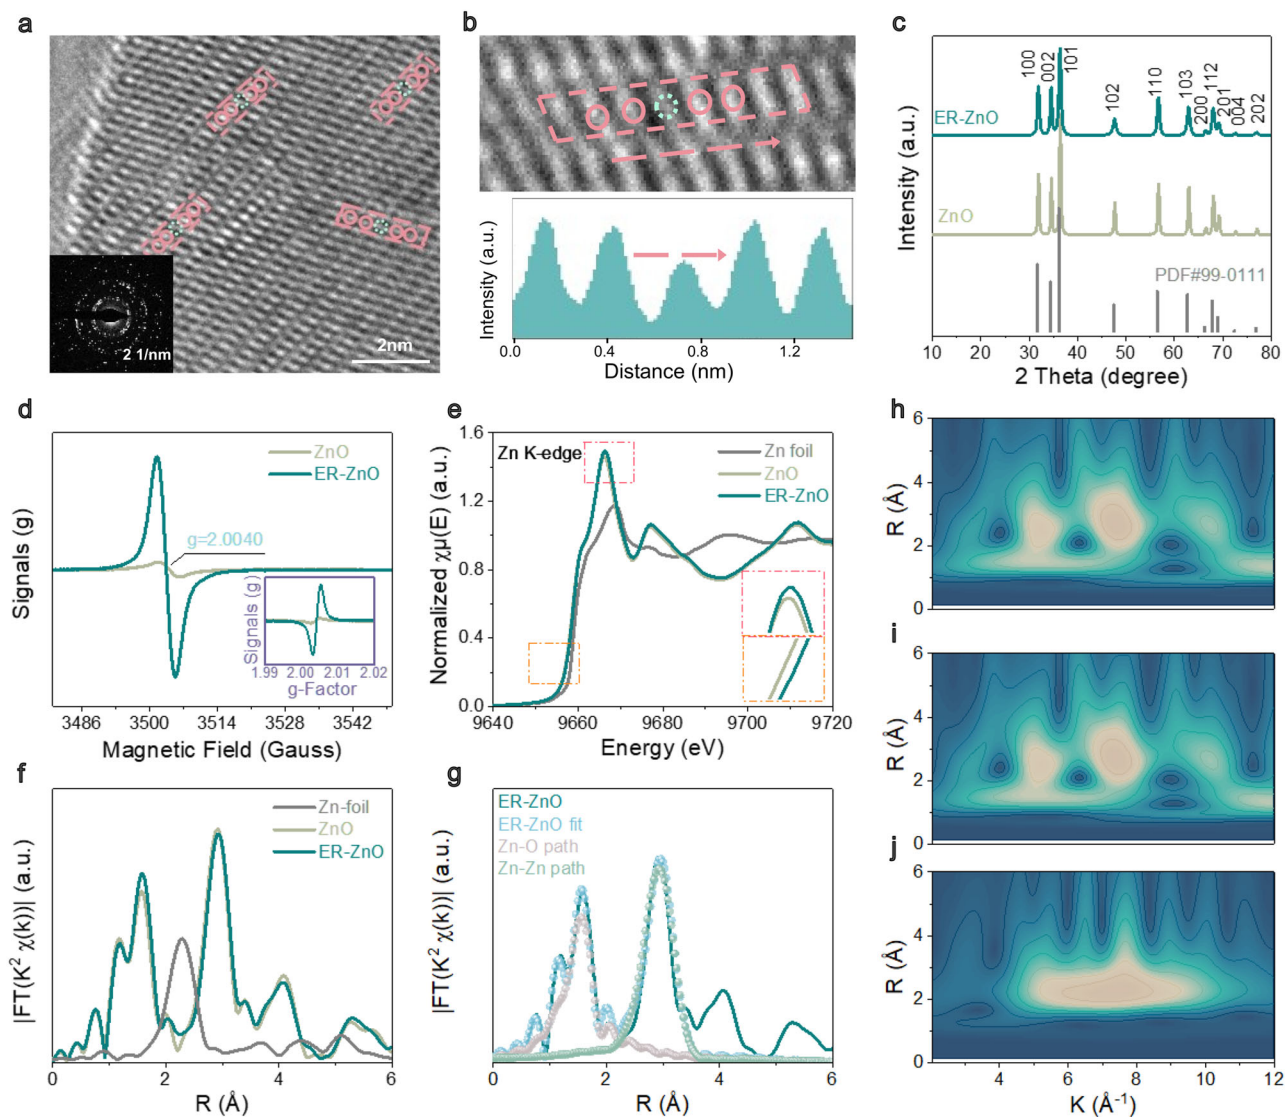 a
2 1/nm
2nm
b
Intensity (a.u.)
0.0 0.4 0.8 1.2
Distance (nm)
c
Intensity (a.u.)
100 002 101 102 110 103 200 112 201 004 202
ER-ZnO
ZnO
PDF#99-0111
10 20 30 40 50 60 70 80
2 Theta (degree)
d
Signals (g)
ZnO
ER-ZnO
g=2.0040
Signals (g)
1.99 2.00 2.01 2.02
g-Factor
3486 3500 3514 3528 3542
Magnetic Field (Gauss)
e
Normalized χμ(E) (a.u.)
1.6
1.2
0.8
0.4
0.0
Zn K-edge
Zn foil
ZnO
ER-ZnO
9640 9660 9680 9700 9720
Energy (eV)
f
|FT(K² χ(k))| (a.u.)
Zn-foil
ZnO
ER-ZnO
0 2 4 6
R (Å)
g
|FT(K² χ(k))| (a.u.)
ER-ZnO
ER-ZnO fit
Zn-O path
Zn-Zn path
0 2 4 6
R (Å)
h
R (Å)
6
4
2
0
i
R (Å)
6
4
2
0
j
R (Å)
6
4
2
0
4 6 8 10 12
K (Å⁻¹)